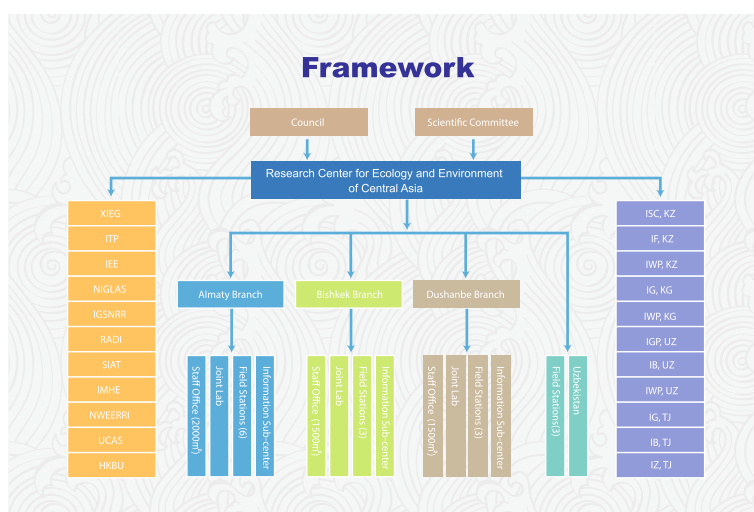 Framework
Council
Scientific Committee
Research Center for Ecology and Environment
of Central Asia
XIEG
ITP
IEE
NIGLAS
IGSNRR
RADI
SIAT
IMHE
NWEERRI
UCAS
HKBU
Almaty Branch
Bishkek Branch
Dushanbe Branch
Staff Office (2000㎡)
Joint Lab
Field Stations (6)
Information Sub-center
Staff Office (1500㎡)
Joint Lab
Field Stations (3)
Information Sub-center
Staff Office (1500㎡)
Joint Lab
Field Stations (3)
Information Sub-center
Field Stations(3)
Uzbekistan
ISC, KZ
IF, KZ
IWP, KZ
IG, KG
IWP, KG
IGP, UZ
IB, UZ
IWP, UZ
IG, TJ
IB, TJ
IZ, TJ